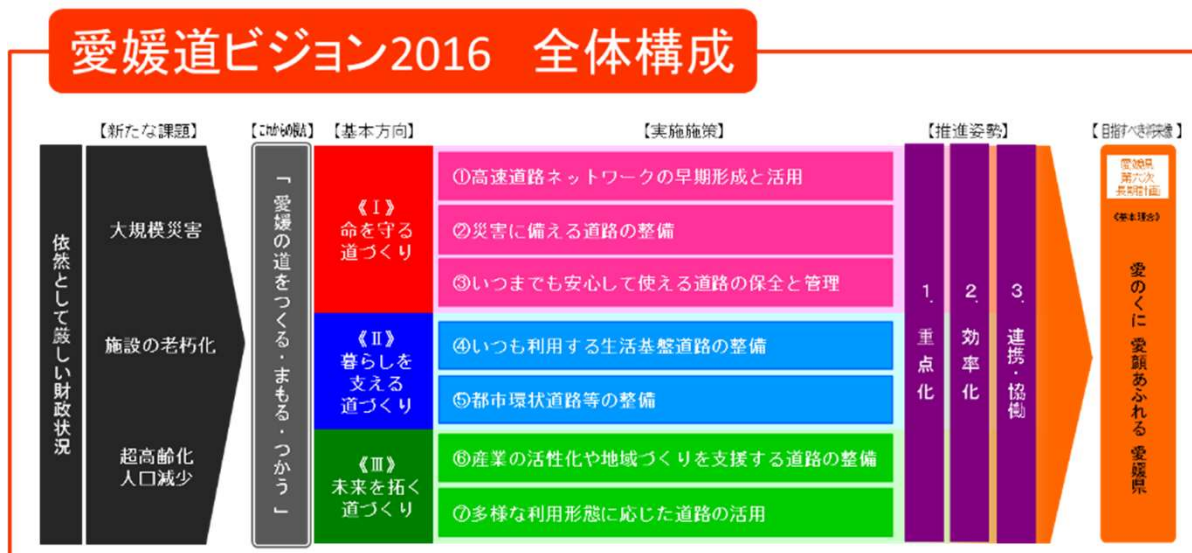 愛媛道ビジョン2016　全体構成
【新たな課題】
【これからの視点】
【基本方向】
【実施施策】
【推進姿勢】
【目指すべき将来像】
依然として厳しい財政状況
大規模災害
施設の老朽化
超高齢化
人口減少
「愛媛の道をつくる・まもる・つかう」
《Ⅰ》
命を守る
道づくり
①高速道路ネットワークの早期形成と活用
②災害に備える道路の整備
③いつまでも安心して使える道路の保全と管理
《Ⅱ》
暮らしを
支える
道づくり
④いつも利用する生活基盤道路の整備
⑤都市環状道路等の整備
《Ⅲ》
未来を拓く
道づくり
⑥産業の活性化や地域づくりを支援する道路の整備
⑦多様な利用形態に応じた道路の活用
1．重点化
2．効率化
3．連携・協働
愛媛県
第六次
長期計画
《基本理念》
愛のくに 愛顔あふれる 愛媛県